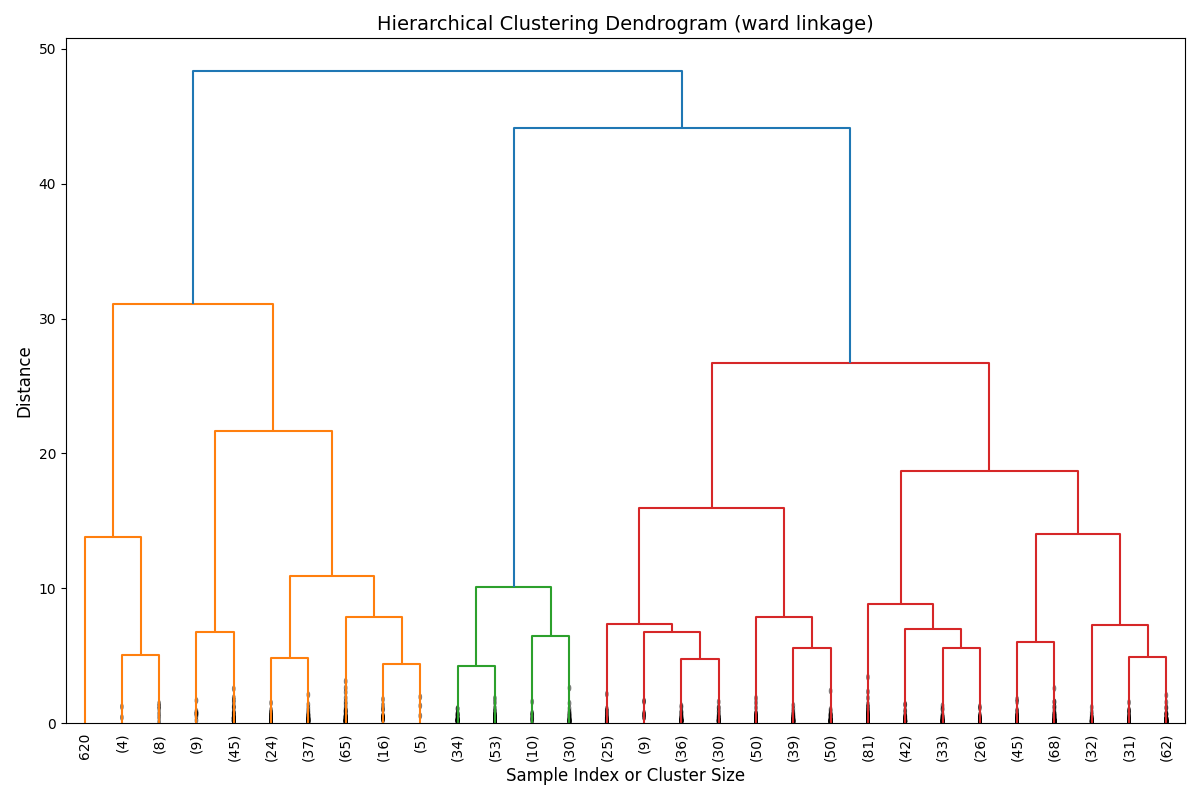 Hierarchical Clustering Dendrogram (ward linkage)
50
40
30
20
10
0
Distance
620 (4) (8) (9) (45) (24) (37) (65) (16) (5) (34) (53) (10) (30) (25) (9) (36) (30) (50) (39) (50) (81) (42) (33) (26) (45) (68) (32) (31) (62)
Sample Index or Cluster Size